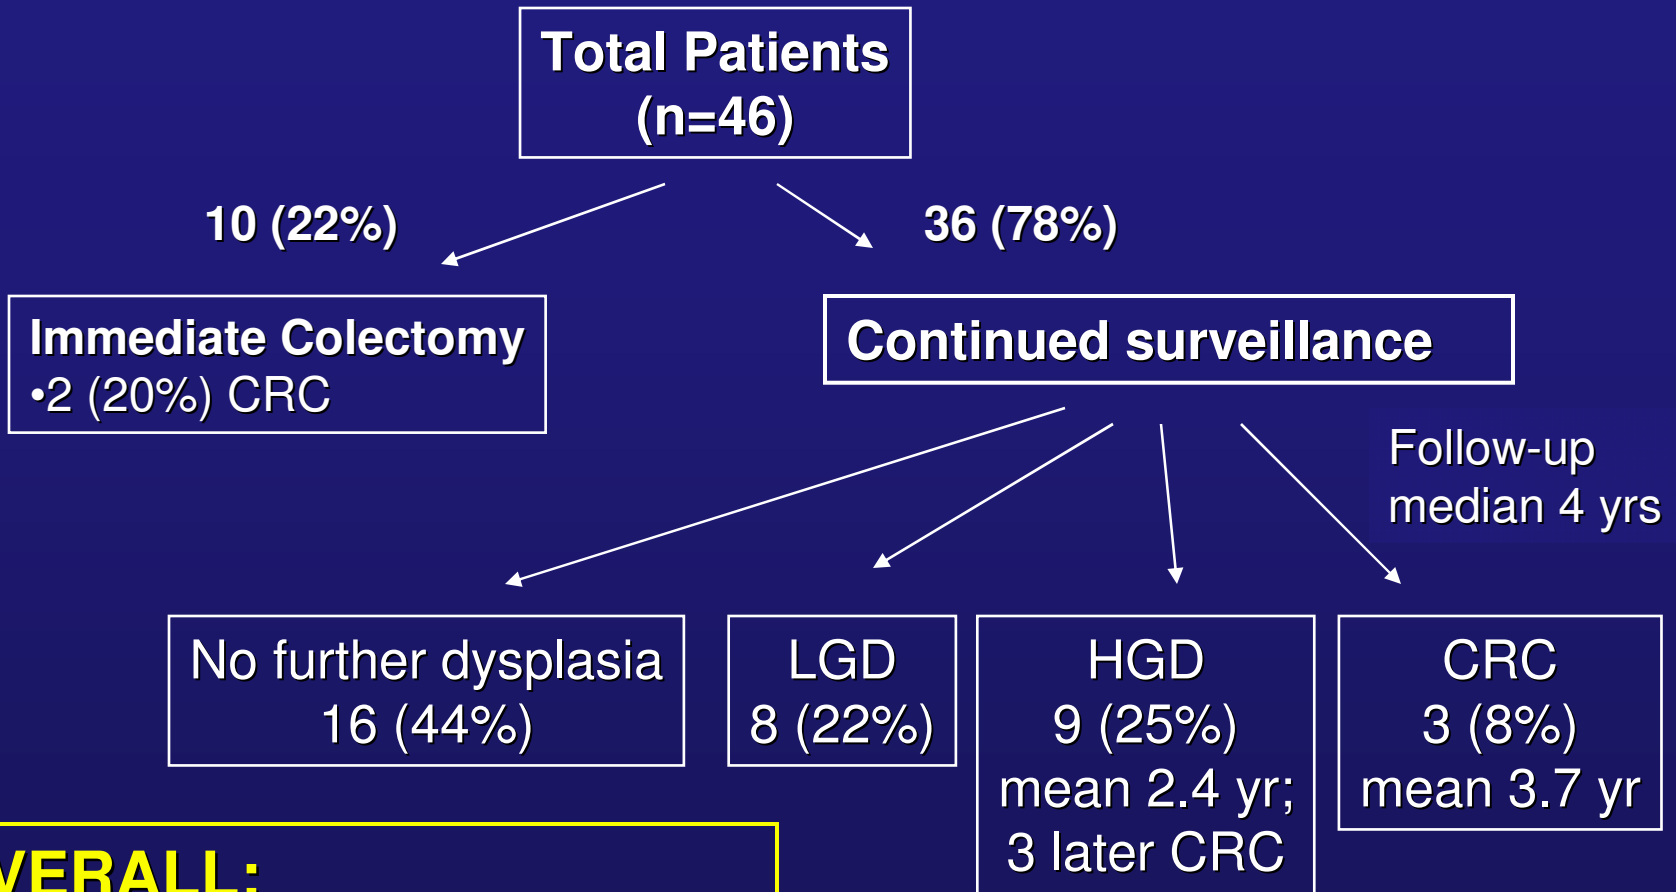 Total Patients
(n=46)
10 (22%)
36 (78%)
Immediate Colectomy
•2 (20%) CRC
Continued surveillance
Follow-up
median 4 yrs
No further dysplasia
16 (44%)
LGD
8 (22%)
HGD
9 (25%)
mean 2.4 yr;
3 later CRC
CRC
3 (8%)
mean 3.7 yr
VERALL: